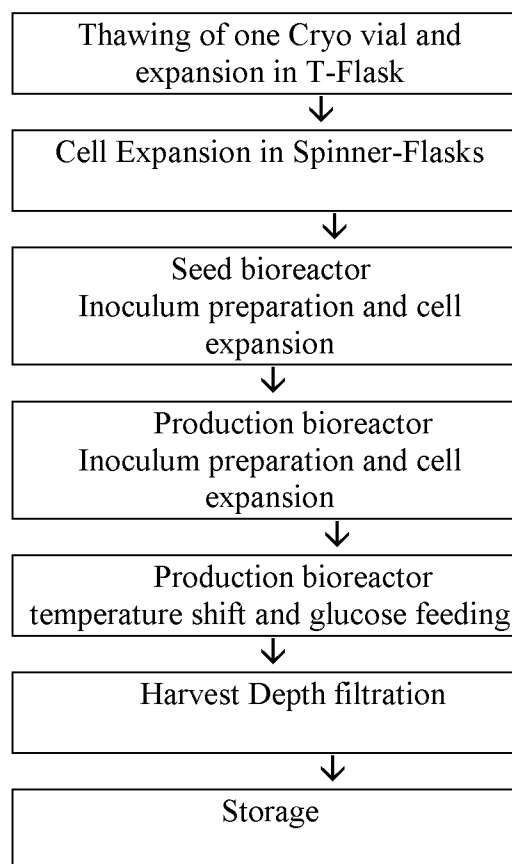 Thawing of one Cryo vial and
expansion in T-Flask
Cell Expansion in Spinner-Flasks
Seed bioreactor
Inoculum preparation and cell
expansion
Production bioreactor
Inoculum preparation and cell
expansion
Production bioreactor
temperature shift and glucose feeding
Harvest Depth filtration
Storage